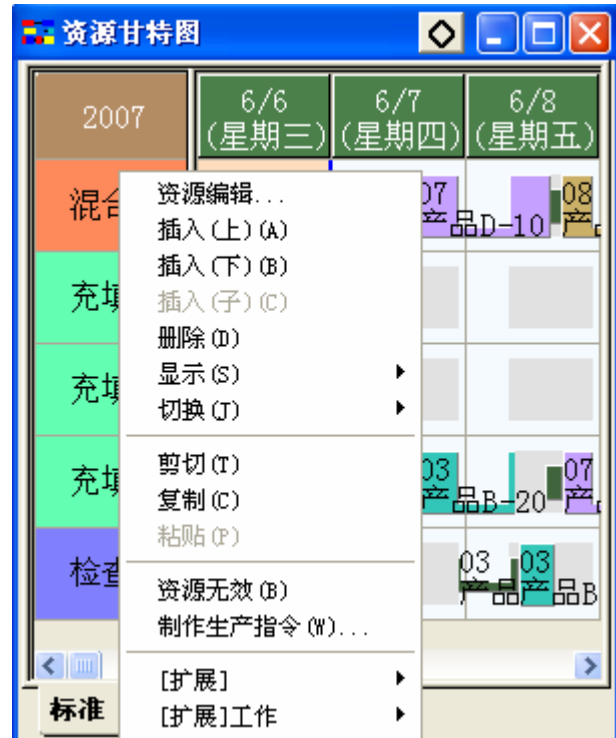 资源甘特图
2007
6/6
(星期三)
6/7
(星期四)
6/8
(星期五)
混合
07
产品D-10
08
产
充填
充填
充填
03
产品B-20
07
产
检查
03
产品
03
产品B
资源编辑...
插入(上)(A)
插入(下)(B)
插入(子)(C)
删除(D)
显示(S)
切换(J)
剪切(T)
复制(C)
粘贴(P)
资源无效(B)
制作生产指令(W)...
[扩展]
[扩展]工作
标准